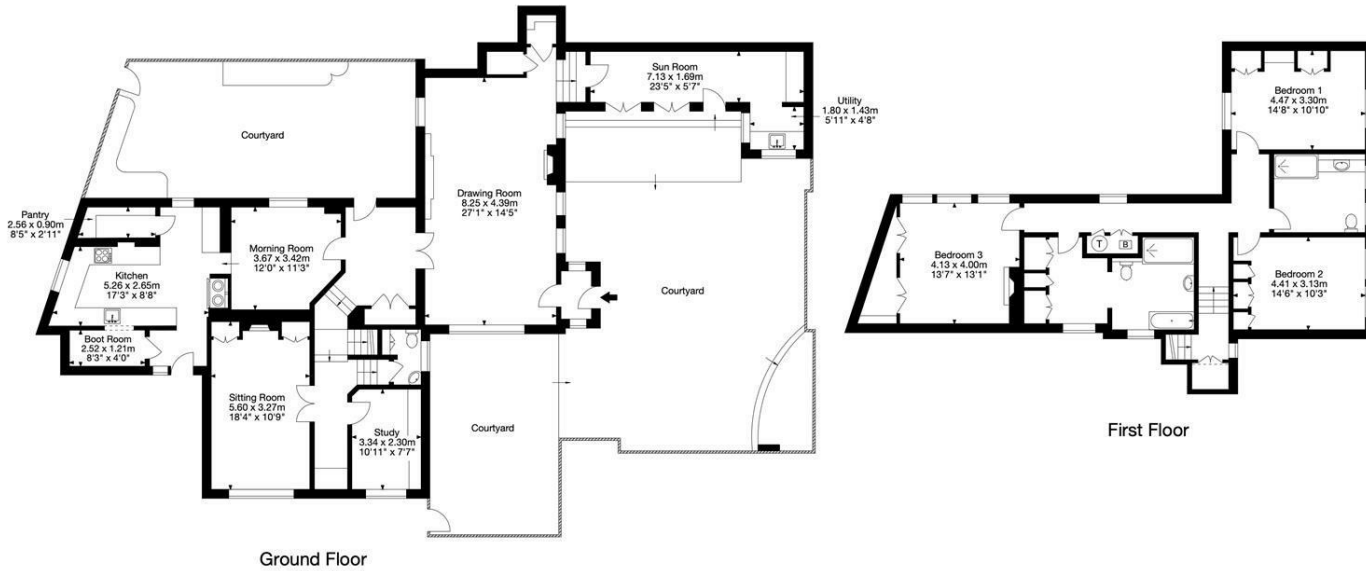 Sun Room
7.13 x 1.69m
23'5" x 5'7"
Utility
1.80 x 1.43m
5'11" x 4'8"
Courtyard
Drawing Room
8.25 x 4.39m
27'1" x 14'5"
Pantry
2.56 x 0.90m
8'5" x 2'11"
Morning Room
3.67 x 3.42m
12'0" x 11'3"
Kitchen
5.26 x 2.65m
17'3" x 8'8"
Courtyard
Boot Room
2.52 x 1.21m
8'3" x 4'0"
Sitting Room
5.60 x 3.27m
18'4" x 10'9"
Study
3.34 x 2.30m
10'11" x 7'7"
Courtyard
Ground Floor
Bedroom 1
4.47 x 3.30m
14'8" x 10'10"
T
B
Bedroom 3
4.13 x 4.00m
13'7" x 13'1"
Bedroom 2
4.41 x 3.13m
14'6" x 10'3"
First Floor